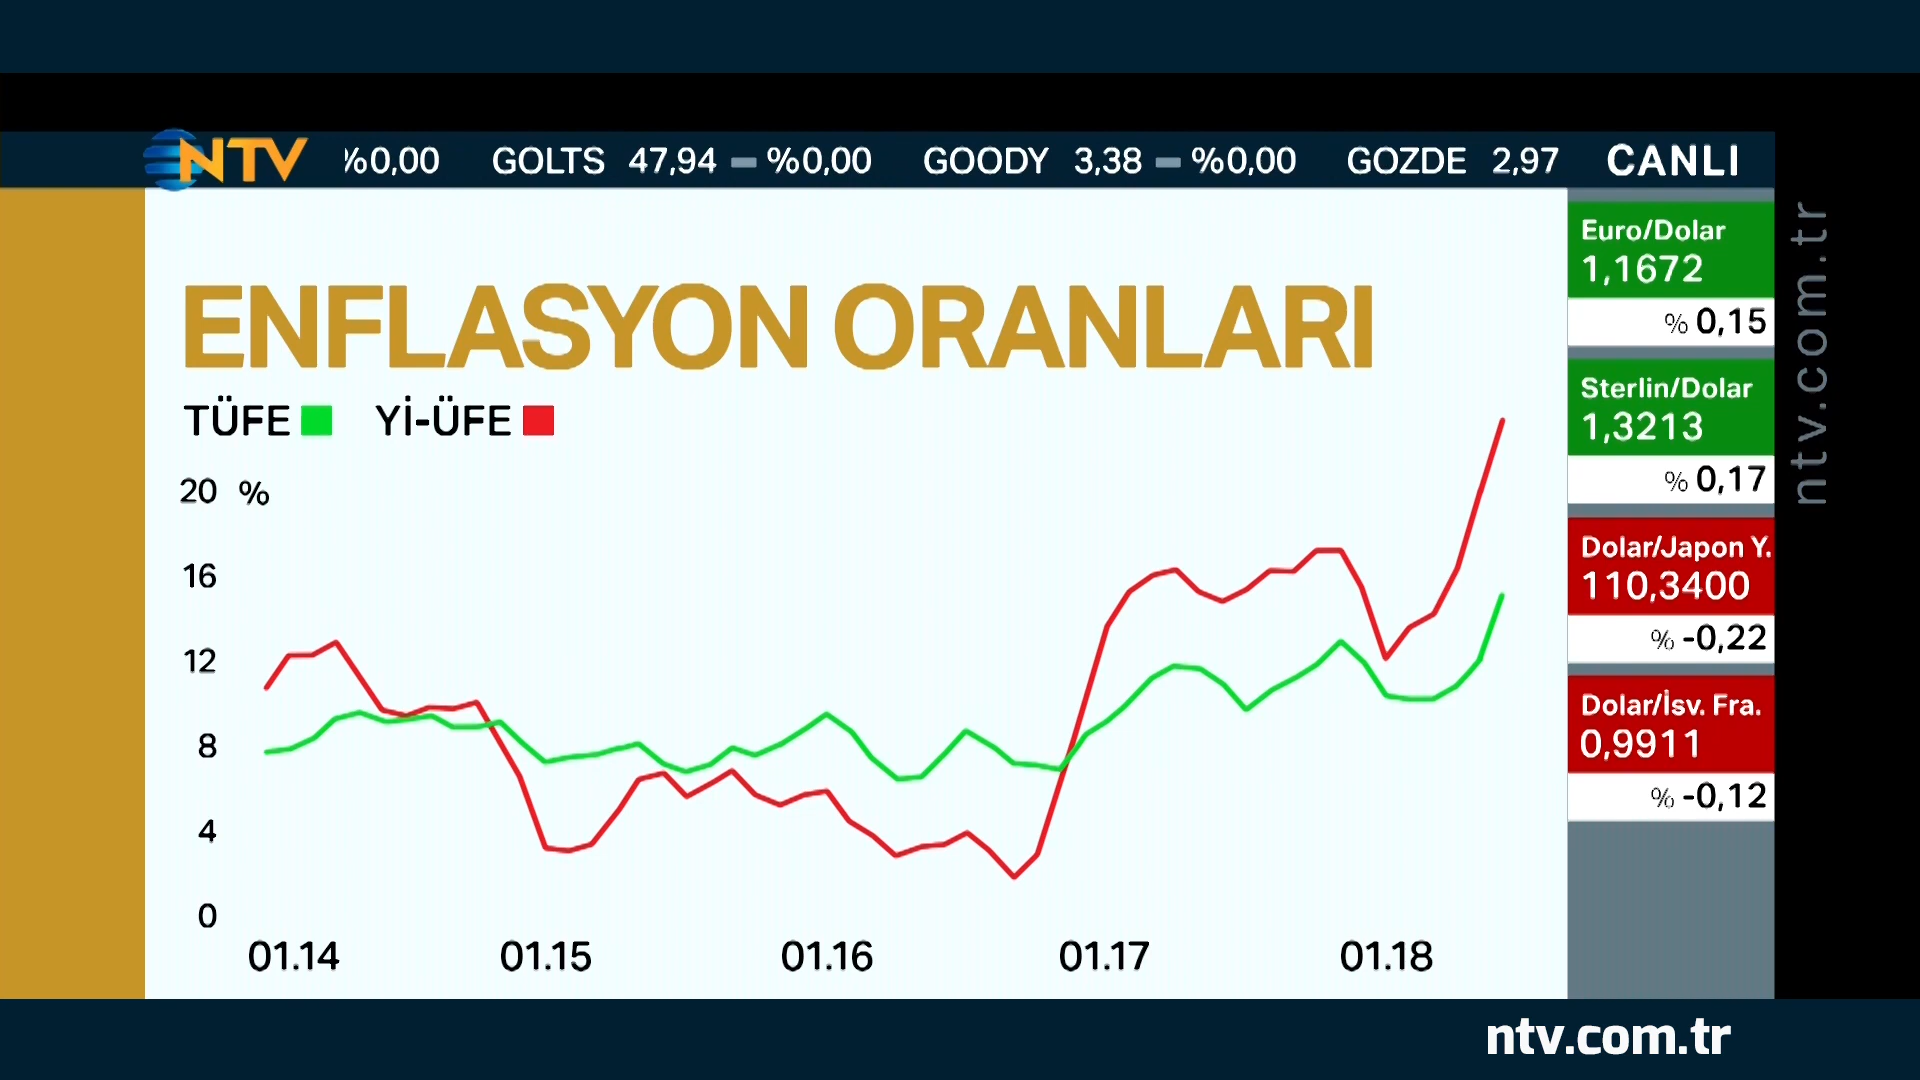 NTV %0,00 GOLTS 47,94 %0,00 GOODY 3,38 %0,00 GOZDE 2,97 CANLI
ENFLASYON ORANLARI
TÜFE Yİ-ÜFE
20 %
16
12
8
4
0
01.14 01.15 01.16 01.17 01.18
Euro/Dolar
1,1672
% 0,15
Sterlin/Dolar
1,3213
% 0,17
Dolar/Japon Y.
110,3400
% -0,22
Dolar/İsv. Fra.
0,9911
% -0,12
ntv.com.tr
ntv.com.tr